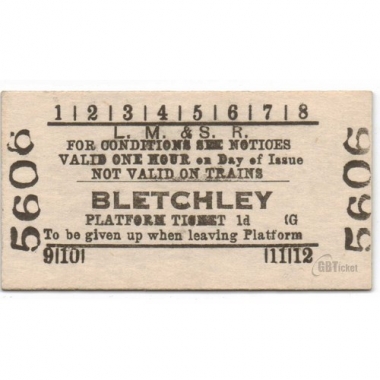 1|2|3|4|5|6|7|8
L. M. & S. R.
FOR CONDITIONS SEE NOTICES
VALID ONE HOUR on Day of Issue
NOT VALID ON TRAINS
BLETCHLEY
PLATFORM TICKET 1d (G
To be given up when leaving Platform
9|10| |11|12
5606
5606
GBTicket